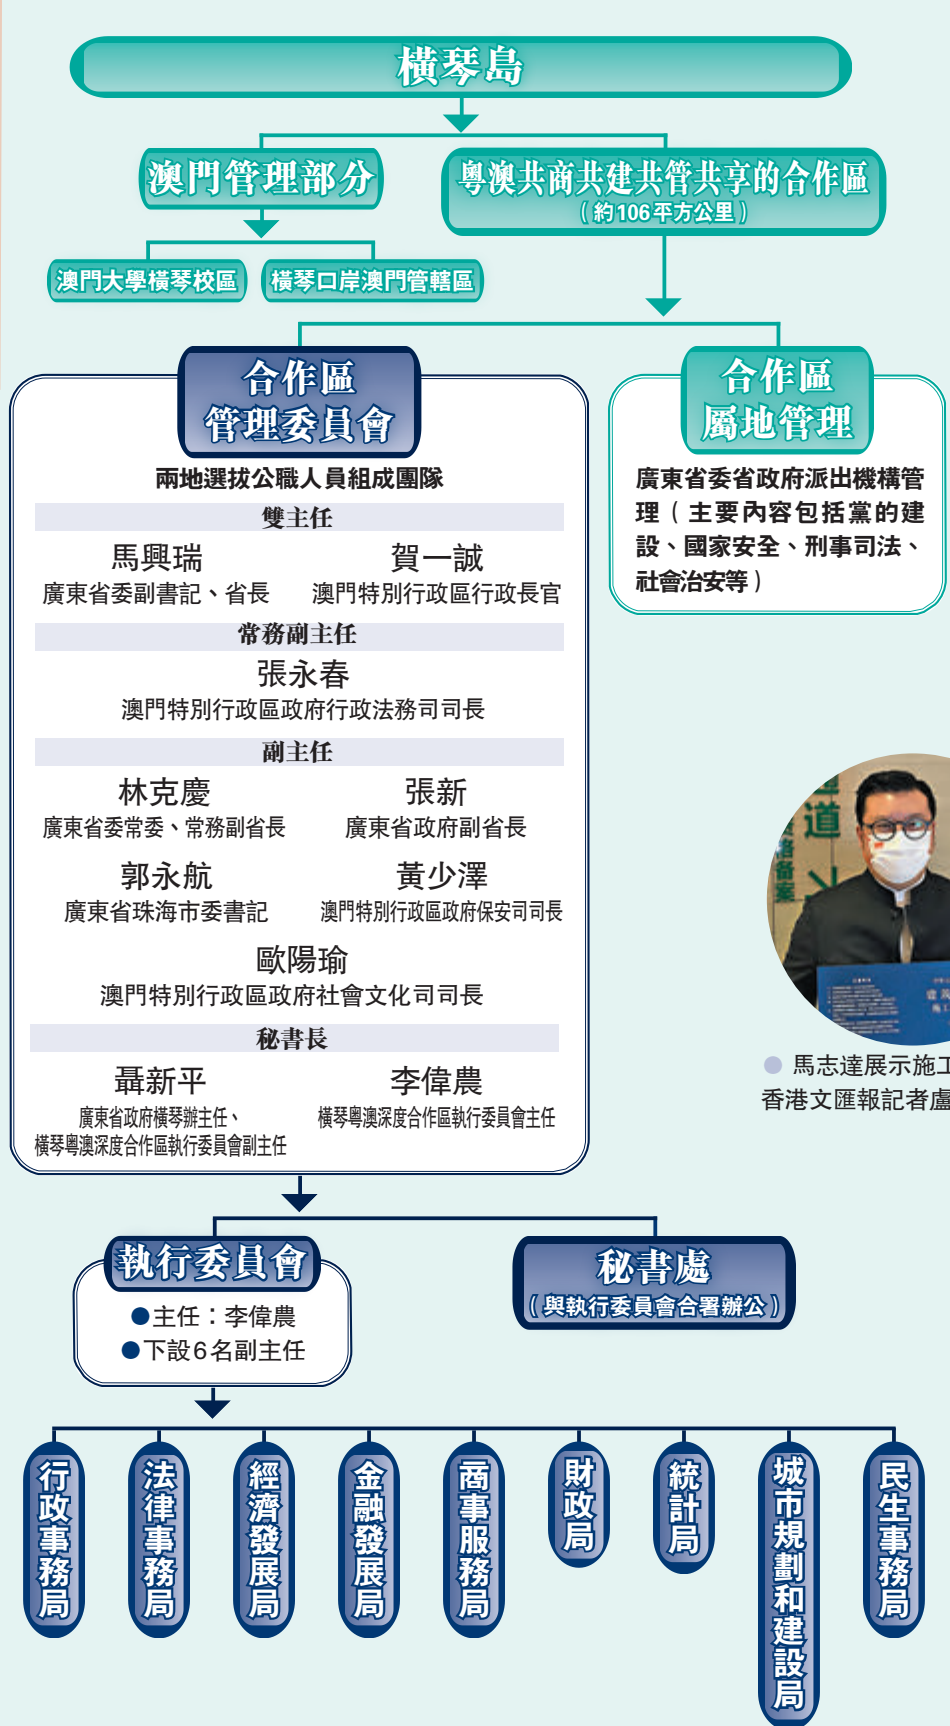 橫琴島
澳門管理部分
粵澳共商共建共管共享的合作區
（約106平方公里）
澳門大學橫琴校區
橫琴口岸澳門管轄區
合作區
管理委員會
兩地選拔公職人員組成團隊
雙主任
馬興瑞
廣東省委副書記、省長
賀一誠
澳門特別行政區行政長官
常務副主任
張永春
澳門特別行政區政府行政法務司司長
副主任
林克慶
廣東省委常委、常務副省長
張新
廣東省政府副省長
郭永航
廣東省珠海市委書記
黃少澤
澳門特別行政區政府保安司司長
歐陽瑜
澳門特別行政區政府社會文化司司長
秘書長
聶新平
廣東省政府橫琴辦主任、
橫琴粵澳深度合作區執行委員會副主任
李偉農
橫琴粵澳深度合作區執行委員會主任
合作區
屬地管理
廣東省委省政府派出機構管
理（主要內容包括黨的建
設、國家安全、刑事司法、
社會治安等）
道
● 馬志達展示施工
香港文匯報記者盧
執行委員會
●主任：李偉農
●下設6名副主任
秘書處
（與執行委員會合署辦公）
行政事務局
法律事務局
經濟發展局
金融發展局
商事服務局
財政局
統計局
城市規劃和建設局
民生事務局